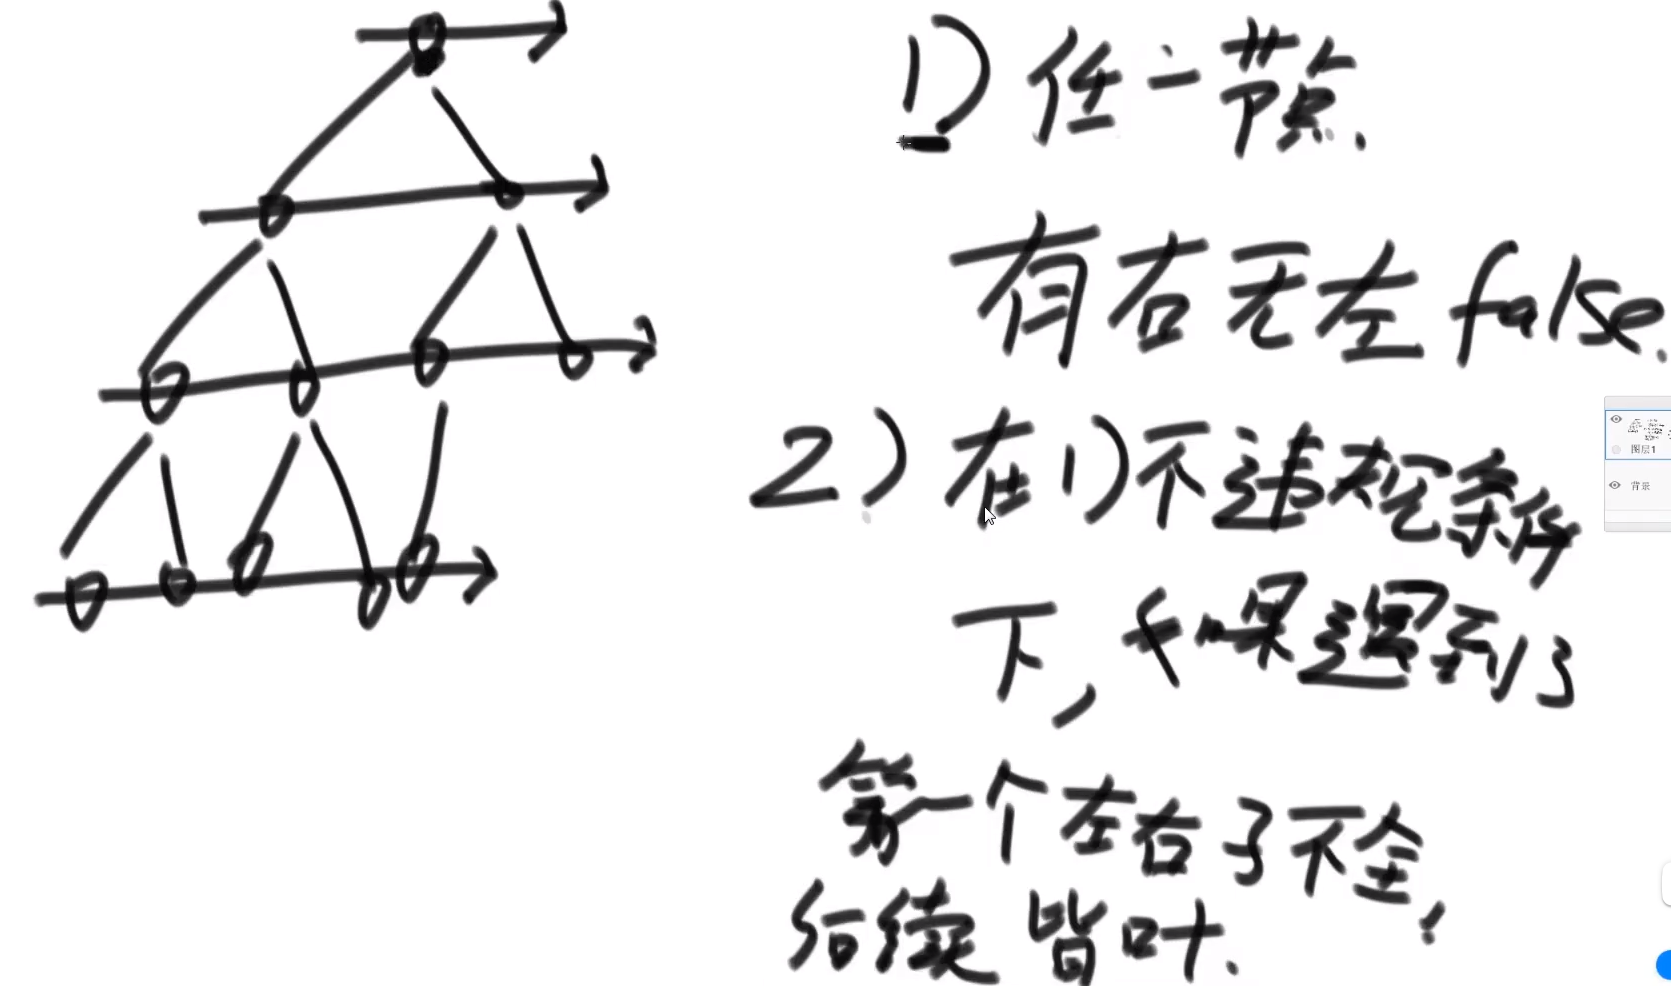 1) 任一节点.
有右无左 false.
2) 在1)不违规条件
下, 如果遇到了
第一个左右子不全,
后续皆叶.
图层1
背景